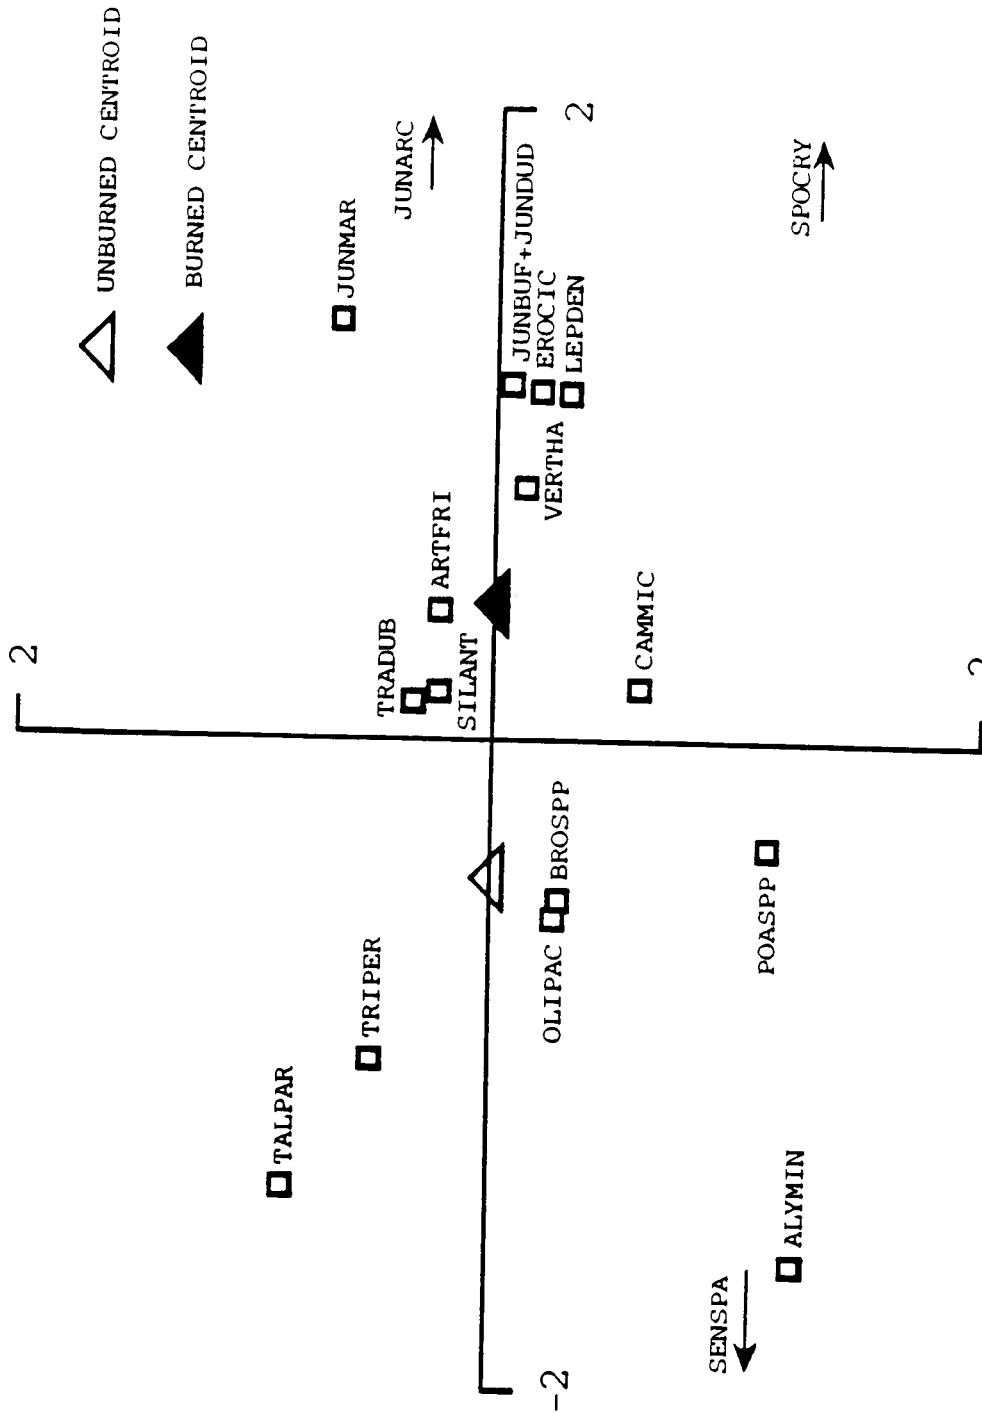 2
UNBURNED CENTROID
BURNED CENTROID
JUNMAR
JUNARC
2
TRADUB
ARTFRI
SILANT
JUNBUF+JUNDUD
EROCIC
LEPDEN
VERTHA
SPOCRY
CAMMIC
TALPAR
TRIPER
BROSPP
OLIPAC
POASPP
SENSPA
ALYMIN
-2